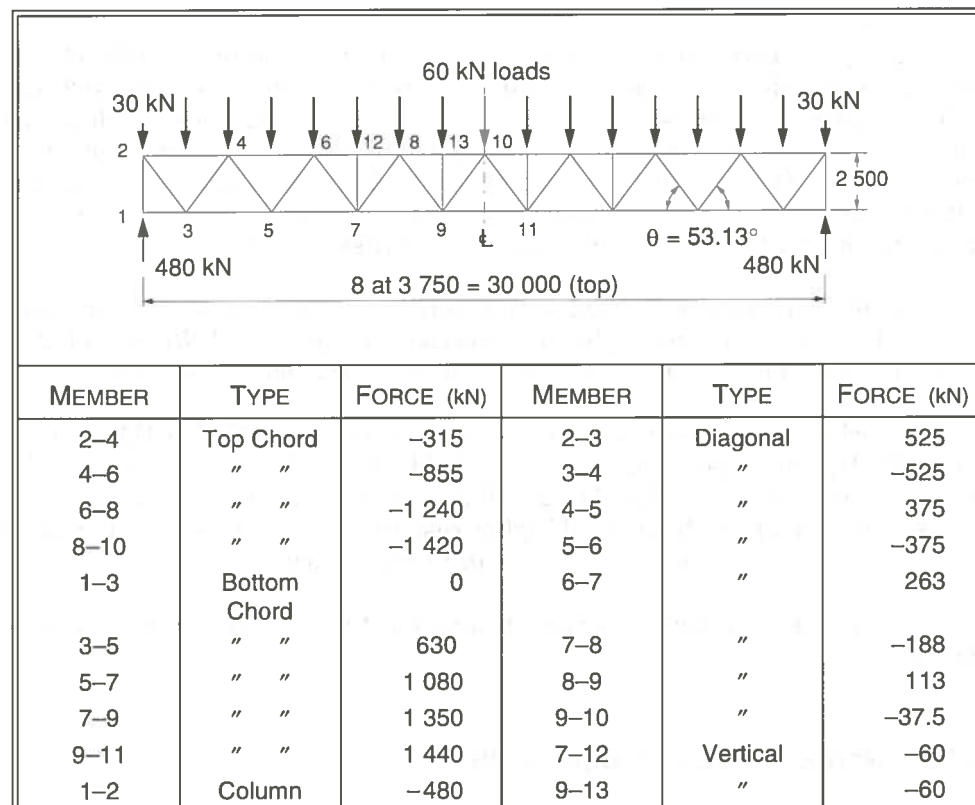 60 kN loads
30 kN 30 kN
2 4 6 12 8 13 10
2 500
1 3 5 7 9 ℄ 11 θ = 53.13°
480 kN 480 kN
8 at 3 750 = 30 000 (top)
MEMBER TYPE FORCE (kN) MEMBER TYPE FORCE (kN)
2–4 Top Chord –315 2–3 Diagonal 525
4–6 ″ ″ –855 3–4 ″ –525
6–8 ″ ″ –1 240 4–5 ″ 375
8–10 ″ ″ –1 420 5–6 ″ –375
1–3 Bottom 0 6–7 ″ 263
Chord
3–5 ″ ″ 630 7–8 ″ –188
5–7 ″ ″ 1 080 8–9 ″ 113
7–9 ″ ″ 1 350 9–10 ″ –37.5
9–11 ″ ″ 1 440 7–12 Vertical –60
1–2 Column –480 9–13 ″ –60